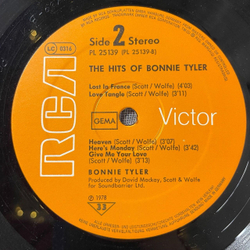 LC 0316
Side 2 Stereo
PL 25139 (PL 25139-B)
THE HITS OF BONNIE TYLER
Lost In France (Scott / Wolfe) (4'03)
Love Tangle (Scott / Wolfe) (3'11)
RCA
Victor
GEMA
Heaven (Scott / Wolfe) (3'07)
Here's Monday (Scott / Wolfe) (3'42)
Give Me Your Love
(Scott / Wolfe) (3'13)
BONNIE TYLER
Produced by David Mackay, Scott & Wolfe
for Soundbarrier Ltd.
℗ 1978
33